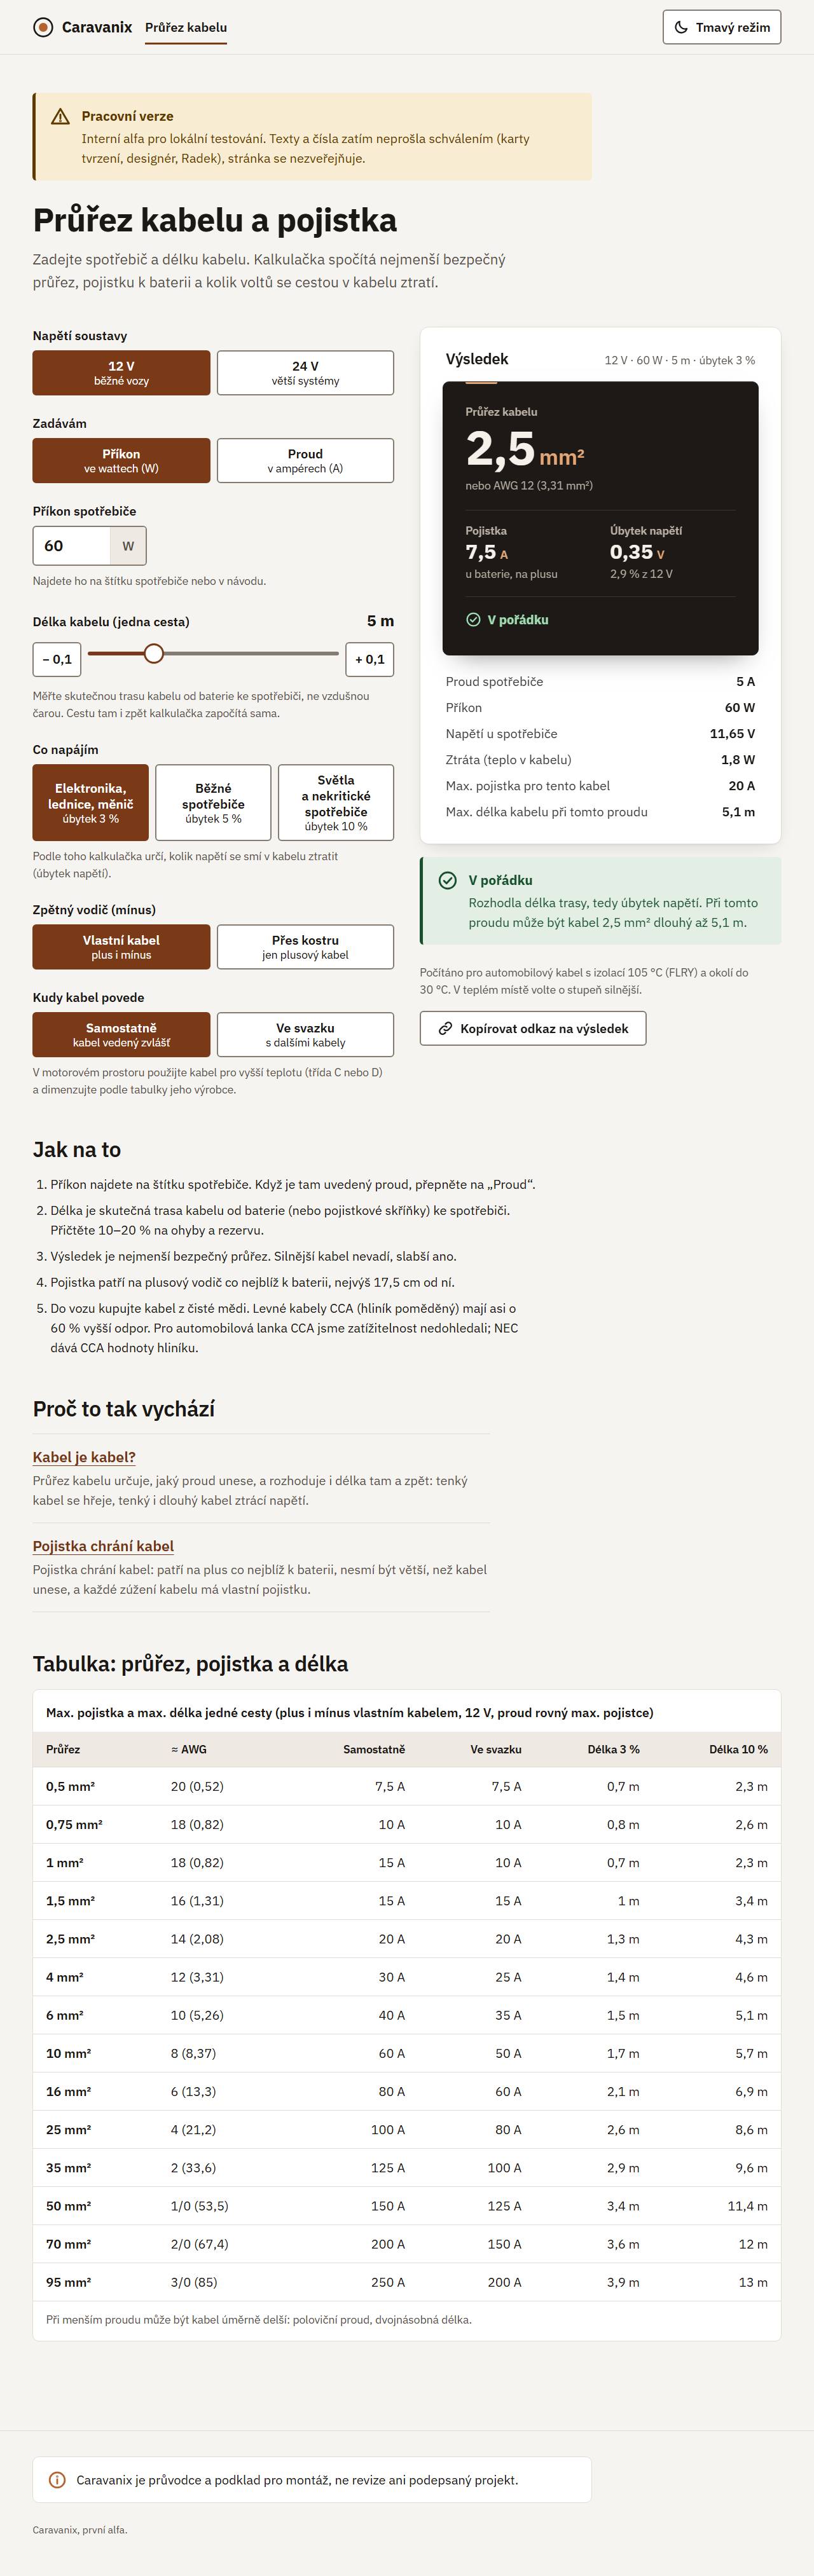 Caravanix
Průřez kabelu
Tmavý režim
Pracovní verze
Interní alfa pro lokální testování. Texty a čísla zatím neprošla schválením (karty
tvrzení, designér, Radek), stránka se nezveřejňuje.
Průřez kabelu a pojistka
Zadejte spotřebič a délku kabelu. Kalkulačka spočítá nejmenší bezpečný
průřez, pojistku k baterii a kolik voltů se cestou v kabelu ztratí.
Napětí soustavy
12 V
běžné vozy
24 V
větší systémy
Zadávám
Příkon
ve wattech (W)
Proud
v ampérech (A)
Příkon spotřebiče
60 W
Najdete ho na štítku spotřebiče nebo v návodu.
Délka kabelu (jedna cesta) 5 m
− 0,1
+ 0,1
Měřte skutečnou trasu kabelu od baterie ke spotřebiči, ne vzdušnou
čarou. Cestu tam i zpět kalkulačka započítá sama.
Co napájím
Elektronika,
lednice, měnič
úbytek 3 %
Běžné
spotřebiče
úbytek 5 %
Světla
a nekritické
spotřebiče
úbytek 10 %
Podle toho kalkulačka určí, kolik napětí se smí v kabelu ztratit
(úbytek napětí).
Zpětný vodič (mínus)
Vlastní kabel
plus i mínus
Přes kostru
jen plusový kabel
Kudy kabel povede
Samostatně
kabel vedený zvlášť
Ve svazku
s dalšími kabely
V motorovém prostoru použijte kabel pro vyšší teplotu (třída C nebo D)
a dimenzujte podle tabulky jeho výrobce.
Výsledek
12 V · 60 W · 5 m · úbytek 3 %
Průřez kabelu
2,5 mm²
nebo AWG 12 (3,31 mm²)
Pojistka
7,5 A
u baterie, na plusu
Úbytek napětí
0,35 V
2,9 % z 12 V
V pořádku
Proud spotřebiče 5 A
Příkon 60 W
Napětí u spotřebiče 11,65 V
Ztráta (teplo v kabelu) 1,8 W
Max. pojistka pro tento kabel 20 A
Max. délka kabelu při tomto proudu 5,1 m
V pořádku
Rozhodla délka trasy, tedy úbytek napětí. Při tomto
proudu může být kabel 2,5 mm² dlouhý až 5,1 m.
Počítáno pro automobilový kabel s izolací 105 °C (FLRY) a okolí do
30 °C. V teplém místě volte o stupeň silnější.
Kopírovat odkaz na výsledek
Jak na to
1. Příkon najdete na štítku spotřebiče. Když je tam uvedený proud, přepněte na „Proud“.
2. Délka je skutečná trasa kabelu od baterie (nebo pojistkové skříňky) ke spotřebiči.
Přičtěte 10–20 % na ohyby a rezervu.
3. Výsledek je nejmenší bezpečný průřez. Silnější kabel nevadí, slabší ano.
4. Pojistka patří na plusový vodič co nejblíž k baterii, nejvýš 17,5 cm od ní.
5. Do vozu kupujte kabel z čisté mědi. Levné kabely CCA (hliník poměděný) mají asi o
60 % vyšší odpor. Pro automobilová lanka CCA jsme zatížitelnost nedohledali; NEC
dává CCA hodnoty hliníku.
Proč to tak vychází
Kabel je kabel?
Průřez kabelu určuje, jaký proud unese, a rozhoduje i délka tam a zpět: tenký
kabel se hřeje, tenký i dlouhý kabel ztrácí napětí.
Pojistka chrání kabel
Pojistka chrání kabel: patří na plus co nejblíž k baterii, nesmí být větší, než kabel
unese, a každé zúžení kabelu má vlastní pojistku.
Tabulka: průřez, pojistka a délka
Max. pojistka a max. délka jedné cesty (plus i mínus vlastním kabelem, 12 V, proud rovný max. pojistce)
Průřez ≈ AWG Samostatně Ve svazku Délka 3 % Délka 10 %
0,5 mm² 20 (0,52) 7,5 A 7,5 A 0,7 m 2,3 m
0,75 mm² 18 (0,82) 10 A 10 A 0,8 m 2,6 m
1 mm² 18 (0,82) 15 A 10 A 0,7 m 2,3 m
1,5 mm² 16 (1,31) 15 A 15 A 1 m 3,4 m
2,5 mm² 14 (2,08) 20 A 20 A 1,3 m 4,3 m
4 mm² 12 (3,31) 30 A 25 A 1,4 m 4,6 m
6 mm² 10 (5,26) 40 A 35 A 1,5 m 5,1 m
10 mm² 8 (8,37) 60 A 50 A 1,7 m 5,7 m
16 mm² 6 (13,3) 80 A 60 A 2,1 m 6,9 m
25 mm² 4 (21,2) 100 A 80 A 2,6 m 8,6 m
35 mm² 2 (33,6) 125 A 100 A 2,9 m 9,6 m
50 mm² 1/0 (53,5) 150 A 125 A 3,4 m 11,4 m
70 mm² 2/0 (67,4) 200 A 150 A 3,6 m 12 m
95 mm² 3/0 (85) 250 A 200 A 3,9 m 13 m
Při menším proudu může být kabel úměrně delší: poloviční proud, dvojnásobná délka.
Caravanix je průvodce a podklad pro montáž, ne revize ani podepsaný projekt.
Caravanix, první alfa.